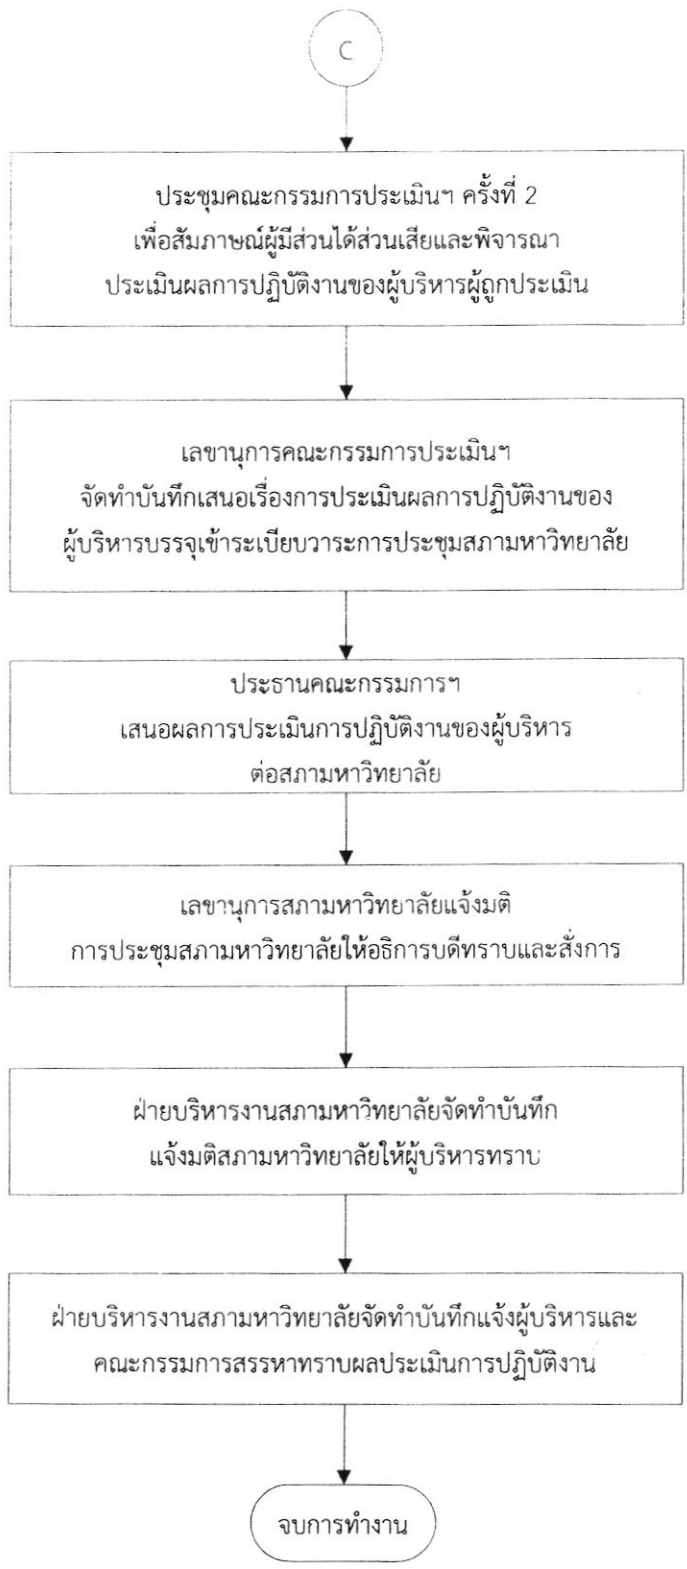 C
ประชุมคณะกรรมการประเมินฯ ครั้งที่ 2
เพื่อสัมภาษณ์ผู้มีส่วนได้ส่วนเสียและพิจารณา
ประเมินผลการปฏิบัติงานของผู้บริหารผู้ถูกประเมิน
เลขานุการคณะกรรมการประเมินฯ
จัดทำบันทึกเสนอเรื่องการประเมินผลการปฏิบัติงานของ
ผู้บริหารบรรจุเข้าระเบียบวาระการประชุมสภามหาวิทยาลัย
ประธานคณะกรรมการฯ
เสนอผลการประเมินการปฏิบัติงานของผู้บริหาร
ต่อสภามหาวิทยาลัย
เลขานุการสภามหาวิทยาลัยแจ้งมติ
การประชุมสภามหาวิทยาลัยให้อธิการบดีทราบและสั่งการ
ฝ่ายบริหารงานสภามหาวิทยาลัยจัดทำบันทึก
แจ้งมติสภามหาวิทยาลัยให้ผู้บริหารทราบ
ฝ่ายบริหารงานสภามหาวิทยาลัยจัดทำบันทึกแจ้งผู้บริหารและ
คณะกรรมการสรรหาทราบผลประเมินการปฏิบัติงาน
จบการทำงาน